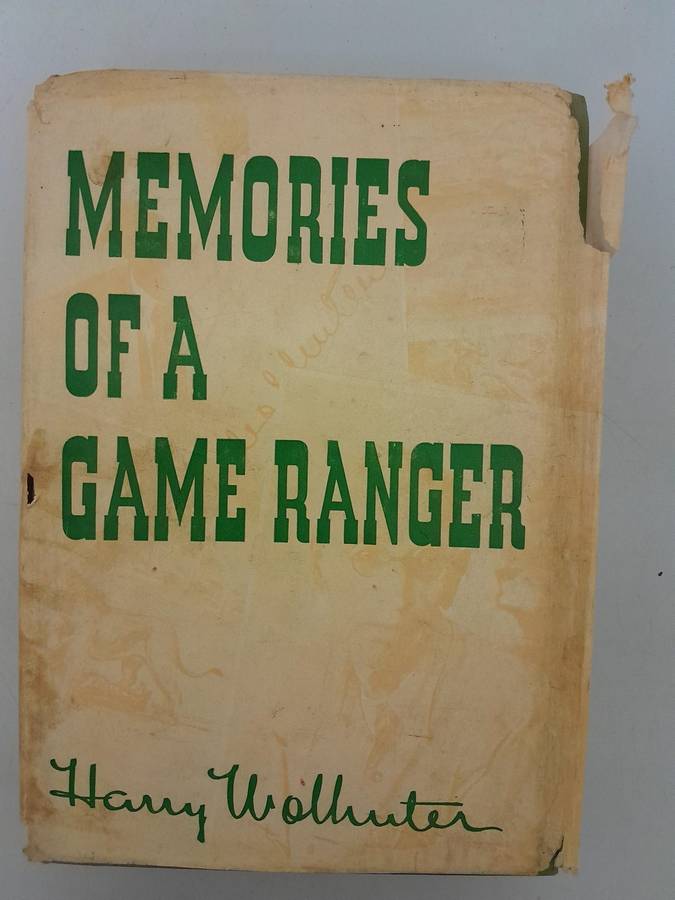 MEMORIES
OF A
GAME RANGER
Harry Wolhuter